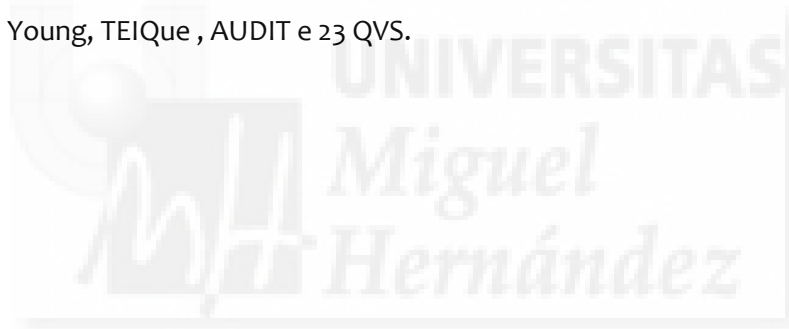 Young, TEIQue , AUDIT e 23 QVS.
UNIVERSITAS
Miguel
Hernández